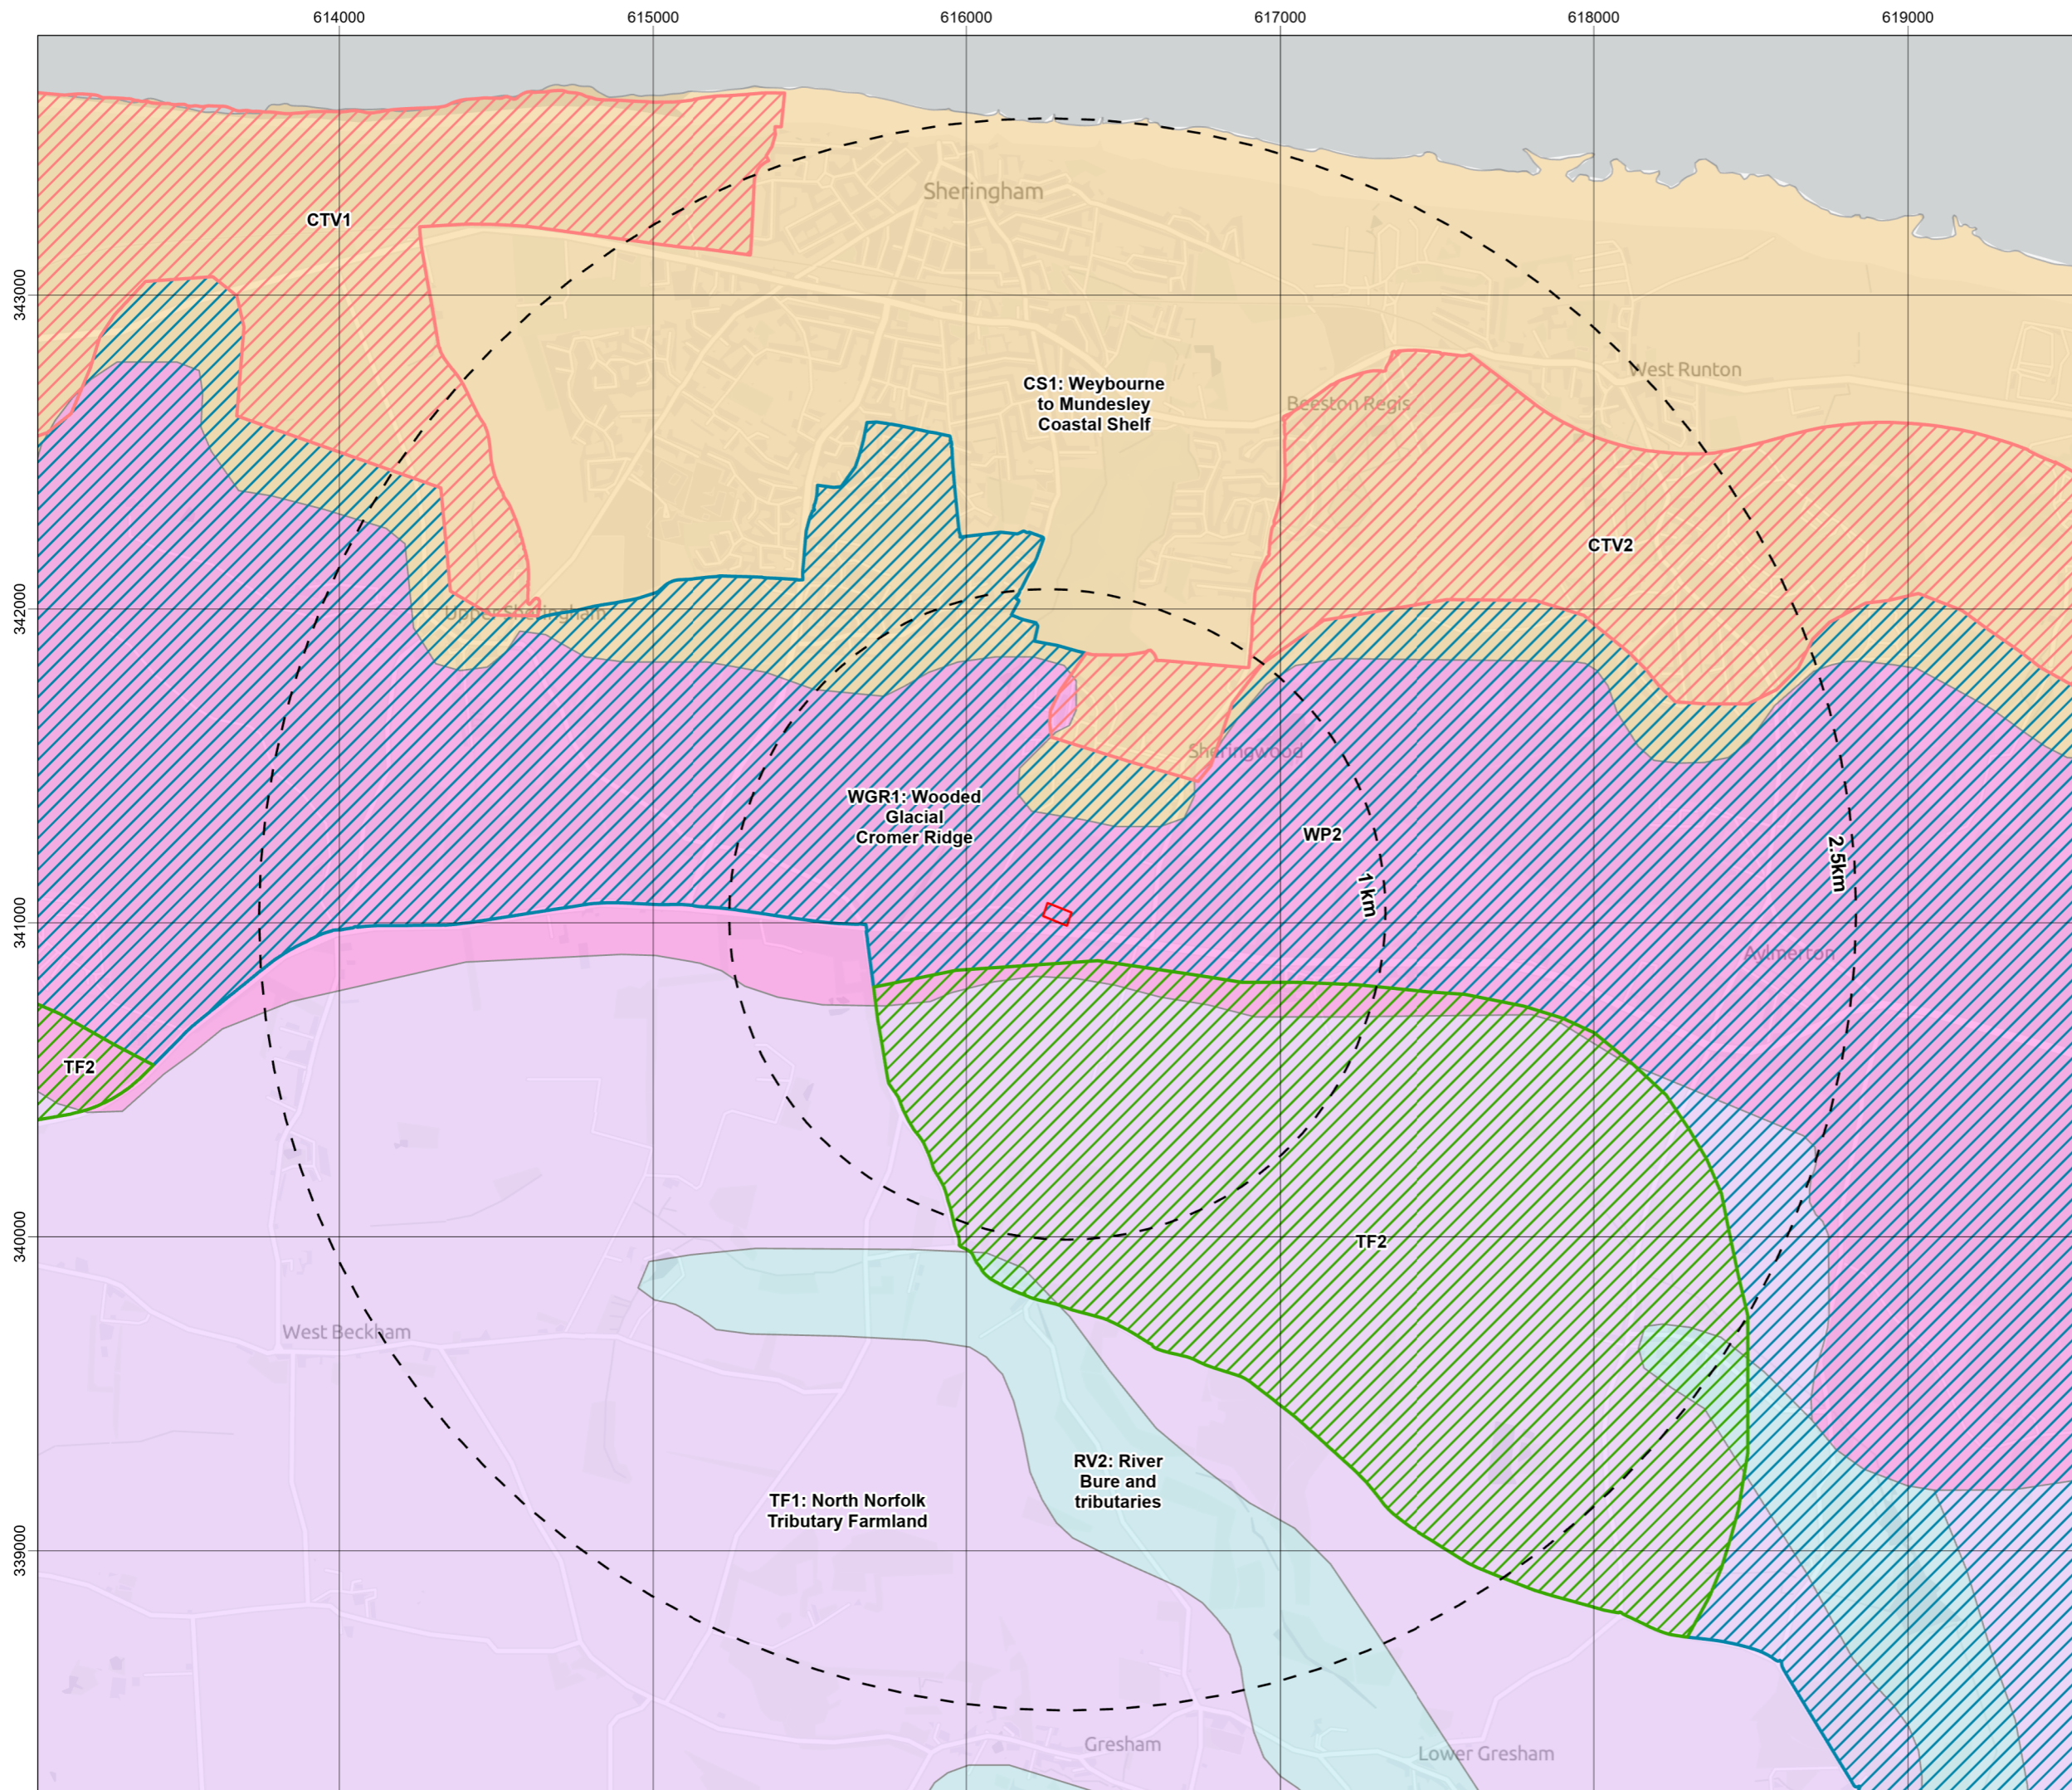 614000
615000
616000
617000
618000
619000
343000
342000
341000
340000
339000
Sheringham
CTV1
West Runton
CS1: Weybourne
to Mundesley
Coastal Shelf
Beeston Regis
CTV2
Upper Sheringham
Sheringwood
WGR1: Wooded
Glacial
Cromer Ridge
WP2
1 km
2.5km
Aylmerton
TF2
TF2
West Beckham
RV2: River
Bure and
tributaries
TF1: North Norfolk
Tributary Farmland
Gresham
Lower Gresham